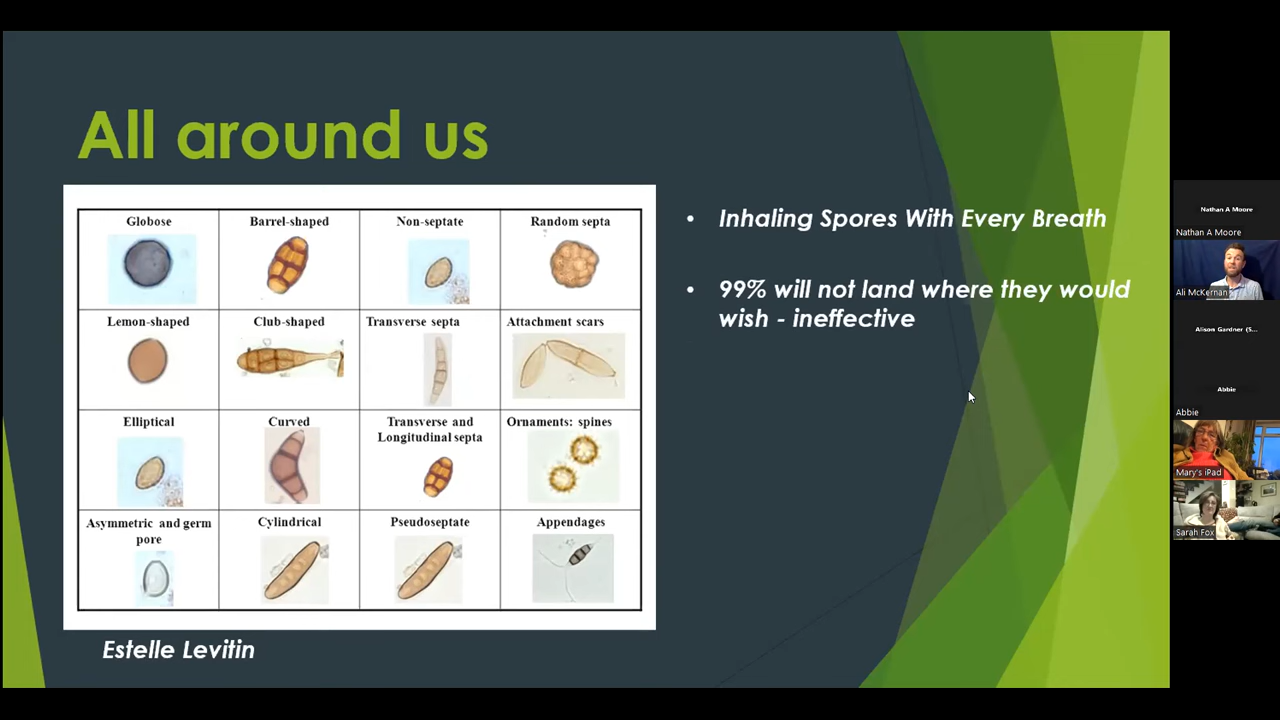 All around us
Globose
Barrel-shaped
Non-septate
Random septa
Lemon-shaped
Club-shaped
Transverse septa
Attachment scars
Elliptical
Curved
Transverse and
Longitudinal septa
Ornaments: spines
Asymmetric and germ
pore
Cylindrical
Pseudoseptate
Appendages
Estelle Levitin
• Inhaling Spores With Every Breath
• 99% will not land where they would
wish - ineffective
Nathan A Moore
Nathan A Moore
Ali McKernan
Alison Gardner (S...
Abbie
Abbie
Mary's iPad
Sarah Fox